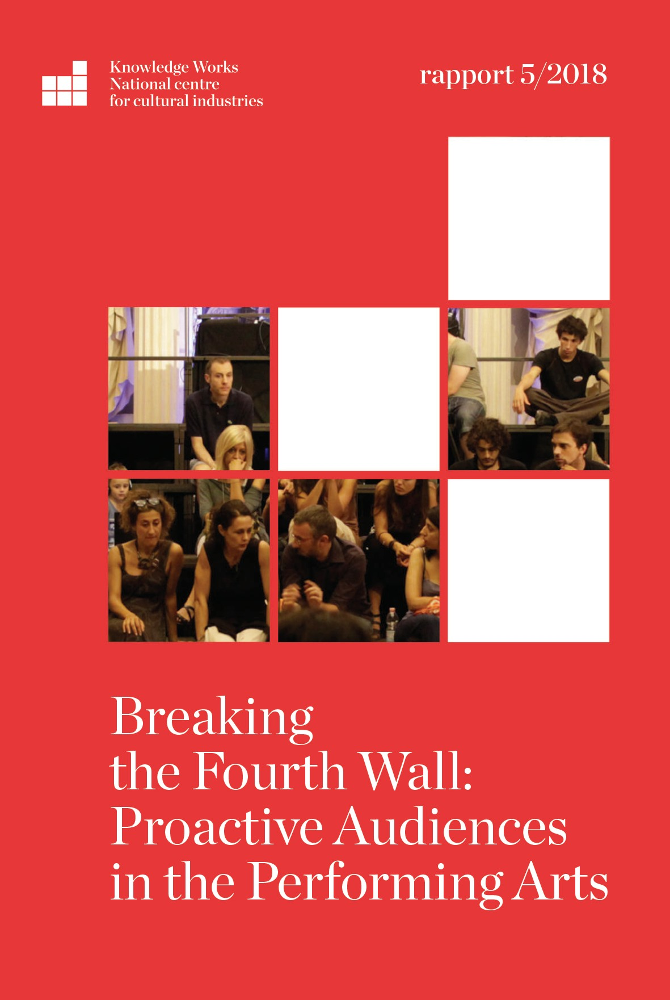 Knowledge Works
National centre
for cultural industries
rapport 5/2018
Breaking
the Fourth Wall:
Proactive Audiences
in the Performing Arts